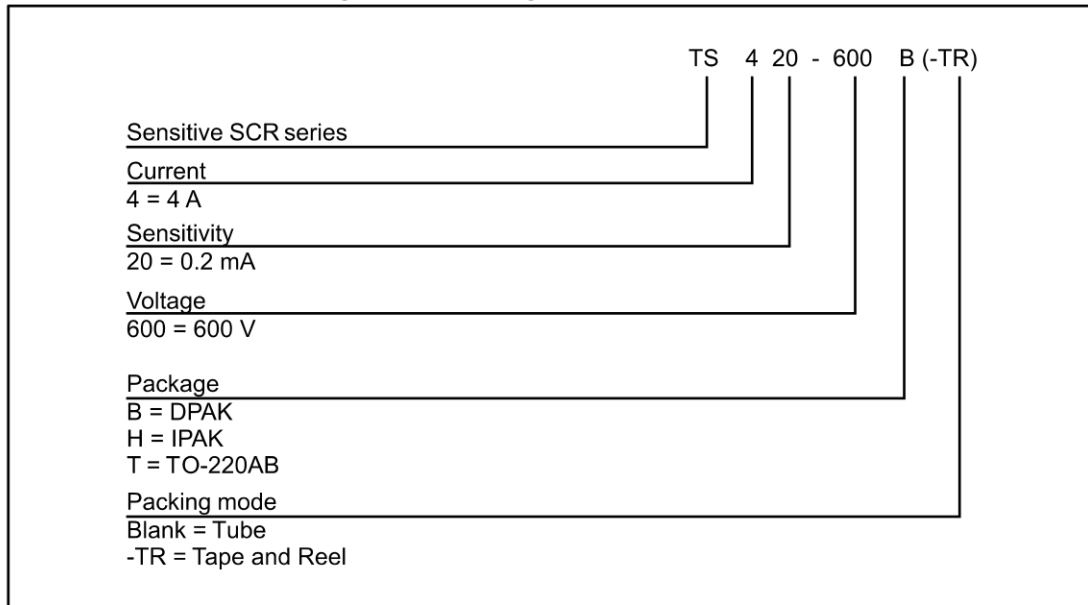 TS 4 20 - 600 B (-TR)
Sensitive SCR series
Current
4 = 4 A
Sensitivity
20 = 0.2 mA
Voltage
600 = 600 V
Package
B = DPAK
H = IPAK
T = TO-220AB
Packing mode
Blank = Tube
-TR = Tape and Reel